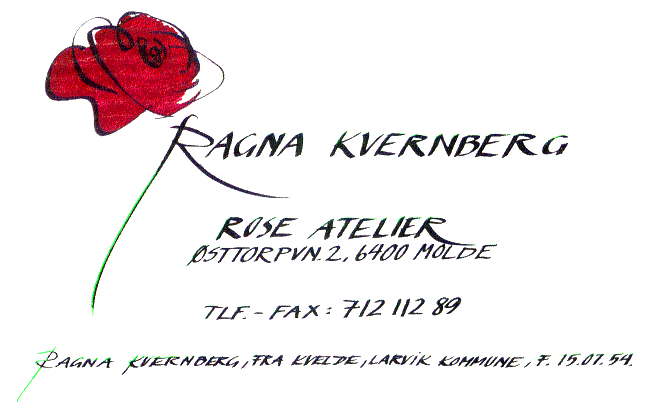 RAGNA KVERNBERG
ROSE ATELIER
ØSTTORPVN. 2, 6400 MOLDE
TLF. - FAX: 712 112 89
RAGNA KVERNBERG, FRA KVELDE, LARVIK KOMMUNE, F. 15.07.54.